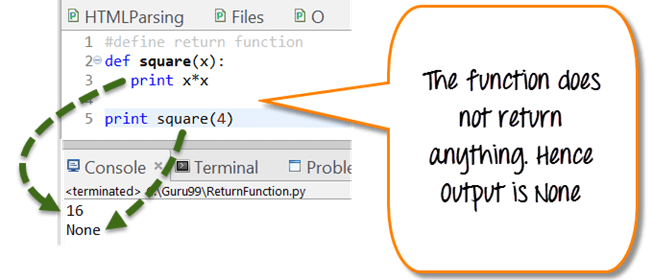 HTMLParsing Files O
1 #define return function
2 def square(x):
3 print x*x
4
5 print square(4)
Console Terminal Proble
<terminated> C:\Guru99\ReturnFunction.py
16
None
The function does
not return
anything. Hence
Output is None